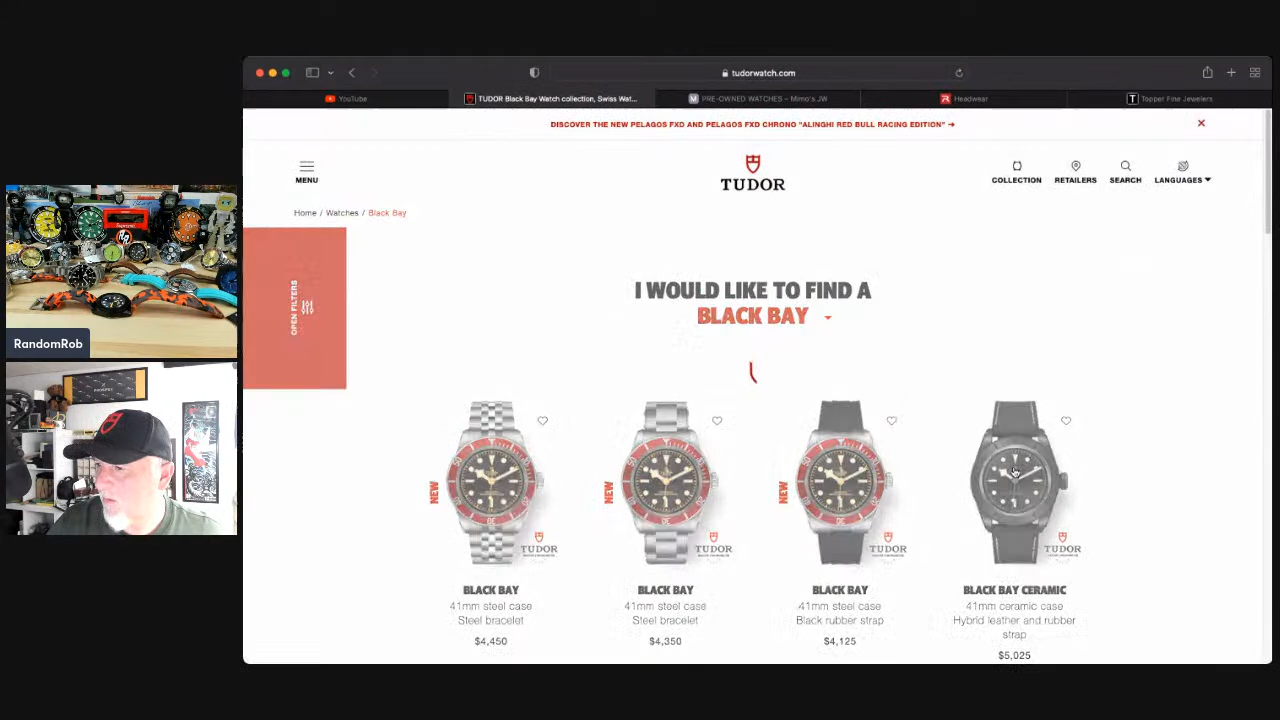 tudorwatch.com
YouTube
TUDOR Black Bay Watch collection, Swiss Wat...
PRE-OWNED WATCHES – Mimo's JW
Headwear
Topper Fine Jewelers
DISCOVER THE NEW PELAGOS FXD AND PELAGOS FXD CHRONO "ALINGHI RED BULL RACING EDITION" ➔
MENU
TUDOR
COLLECTION
RETAILERS
SEARCH
LANGUAGES
Home / Watches / Black Bay
OPEN FILTERS
I WOULD LIKE TO FIND A
BLACK BAY
RandomRob
NEW
TUDOR
NEW
TUDOR
NEW
TUDOR
TUDOR
BLACK BAY
41mm steel case
Steel bracelet
$4,450
BLACK BAY
41mm steel case
Steel bracelet
$4,350
BLACK BAY
41mm steel case
Black rubber strap
$4,125
BLACK BAY CERAMIC
41mm ceramic case
Hybrid leather and rubber
strap
$5,025